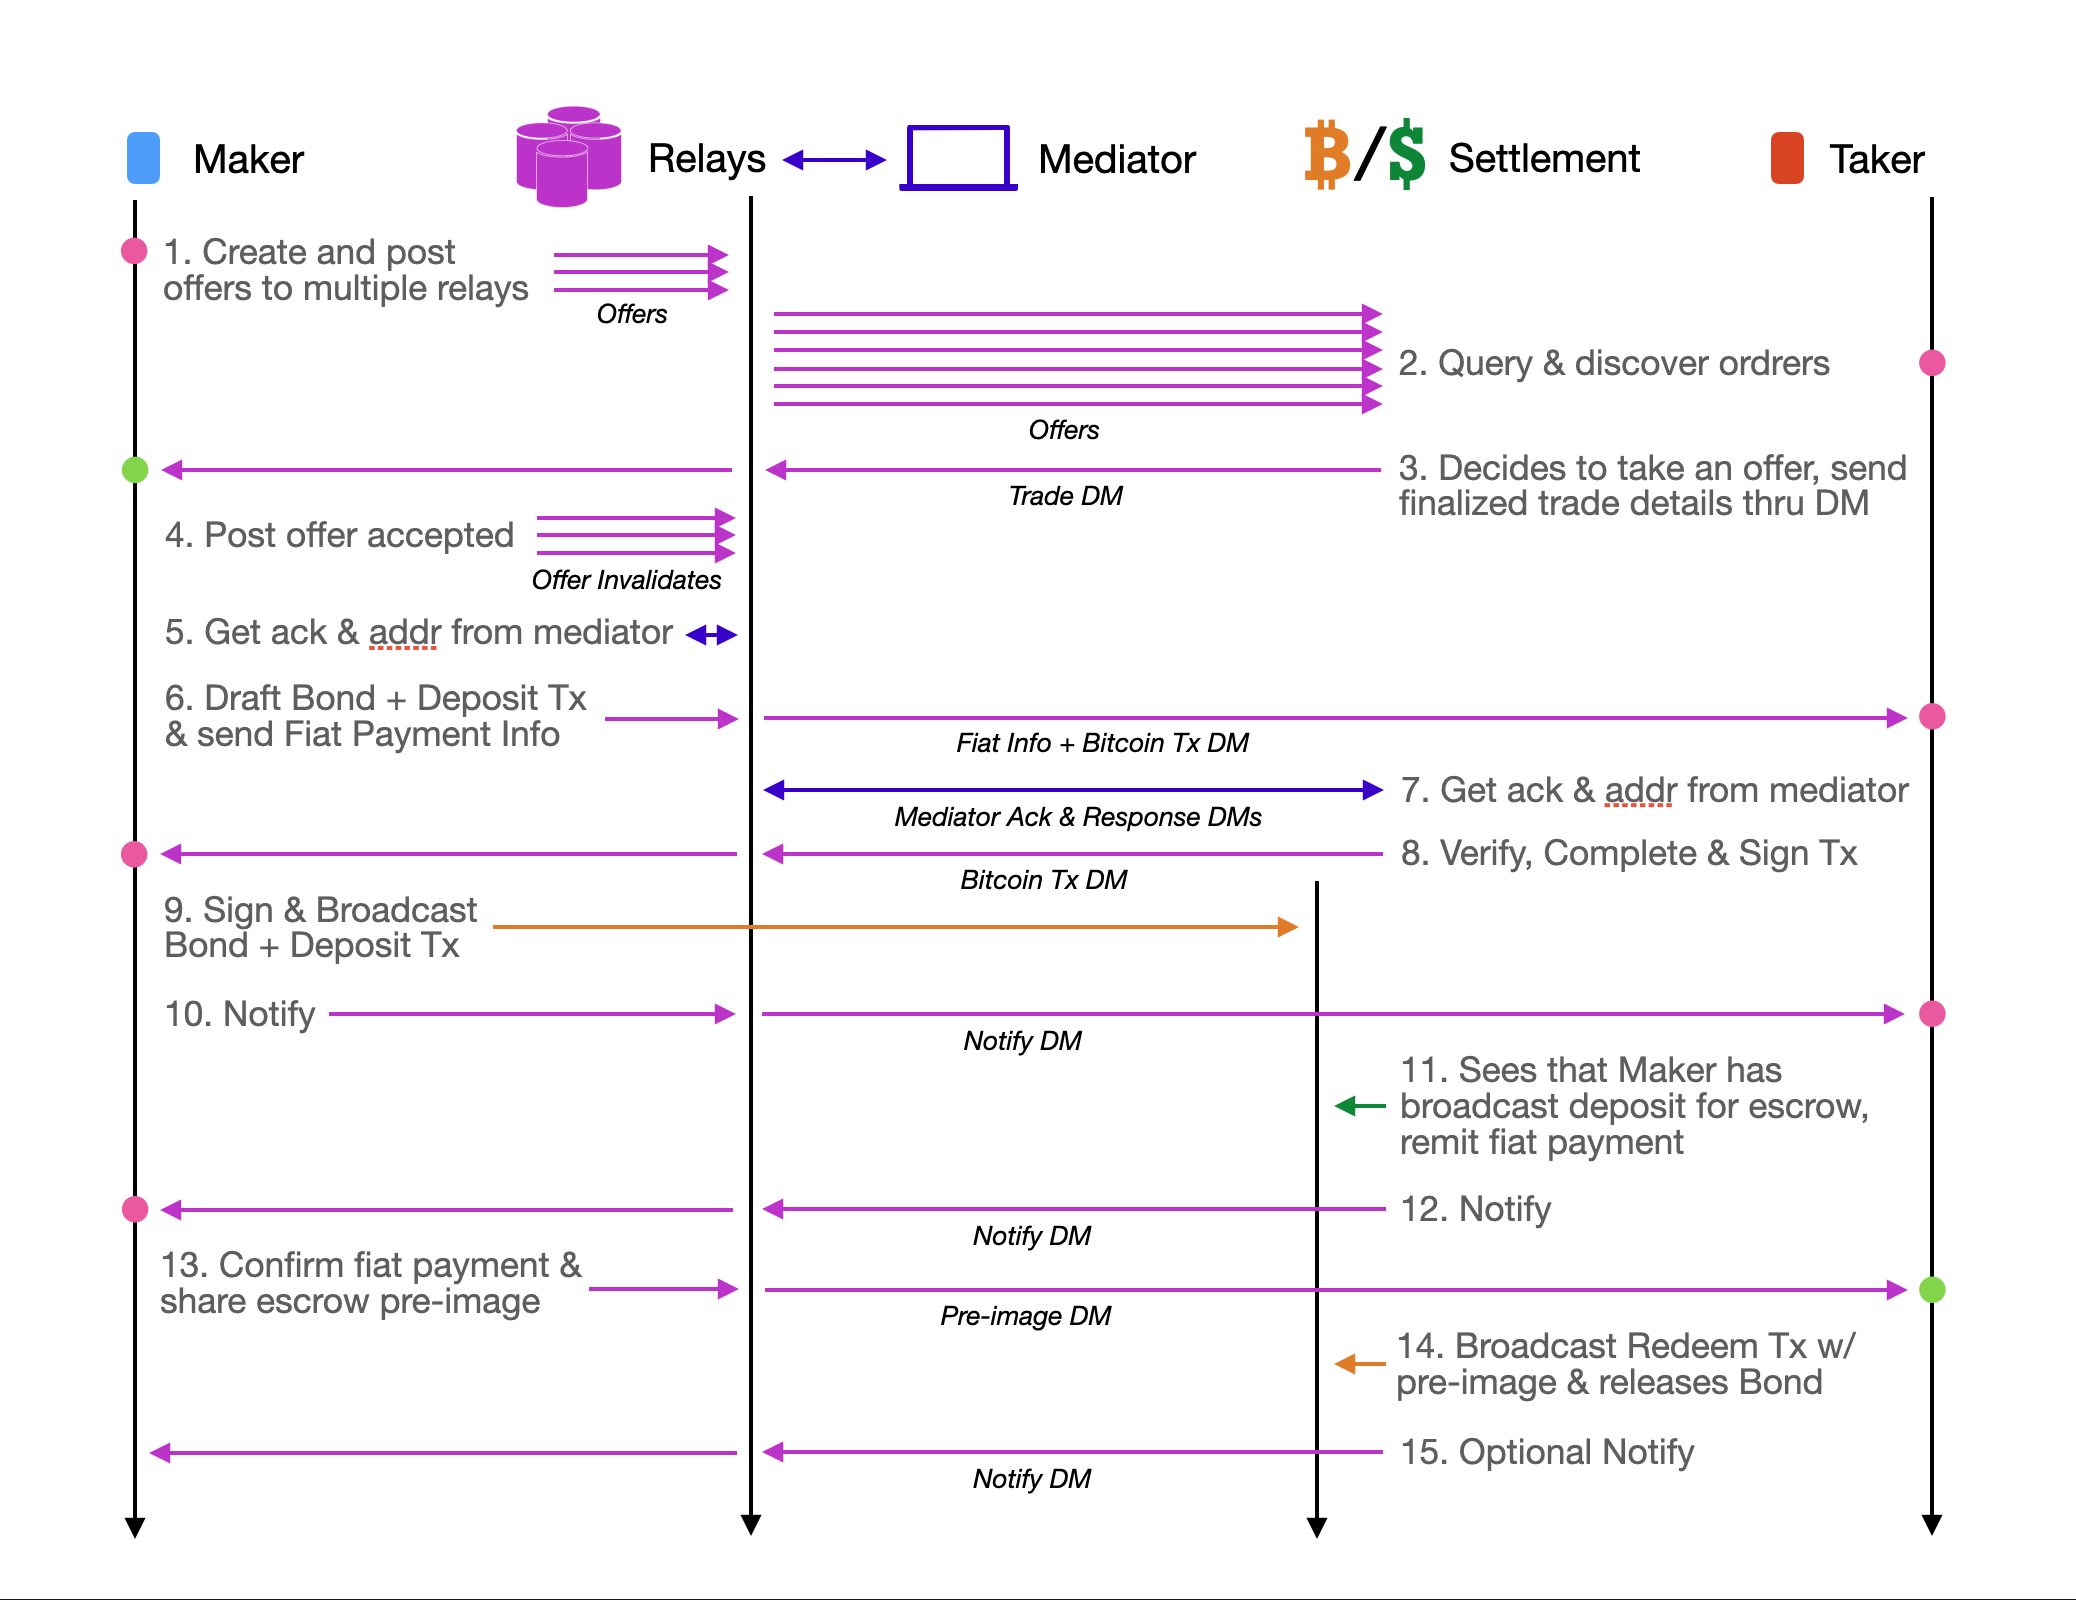 Maker
Relays
Mediator
B/$ Settlement
Taker
1. Create and post
offers to multiple relays
Offers
2. Query & discover ordrers
Offers
3. Decides to take an offer, send
finalized trade details thru DM
Trade DM
4. Post offer accepted
Offer Invalidates
5. Get ack & addr from mediator
6. Draft Bond + Deposit Tx
& send Fiat Payment Info
Fiat Info + Bitcoin Tx DM
7. Get ack & addr from mediator
Mediator Ack & Response DMs
8. Verify, Complete & Sign Tx
Bitcoin Tx DM
9. Sign & Broadcast
Bond + Deposit Tx
10. Notify
Notify DM
11. Sees that Maker has
broadcast deposit for escrow,
remit fiat payment
12. Notify
Notify DM
13. Confirm fiat payment &
share escrow pre-image
Pre-image DM
14. Broadcast Redeem Tx w/
pre-image & releases Bond
15. Optional Notify
Notify DM